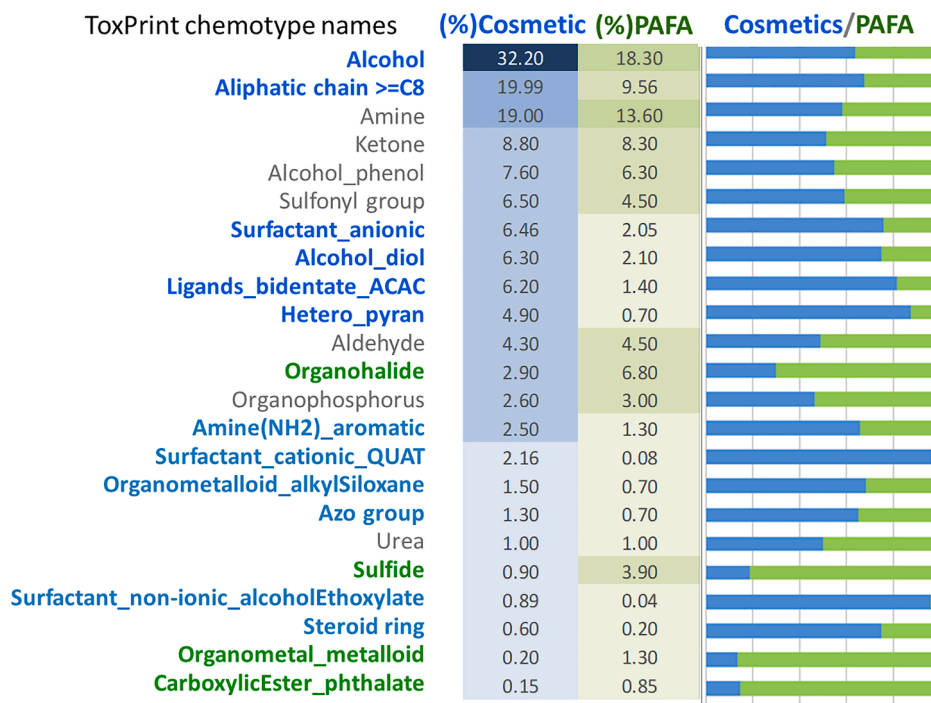 ToxPrint chemotype names (%)Cosmetic (%)PAFA Cosmetics/PAFA
Alcohol 32.20 18.30
Aliphatic chain >=C8 19.99 9.56
Amine 19.00 13.60
Ketone 8.80 8.30
Alcohol_phenol 7.60 6.30
Sulfonyl group 6.50 4.50
Surfactant_anionic 6.46 2.05
Alcohol_diol 6.30 2.10
Ligands_bidentate_ACAC 6.20 1.40
Hetero_pyran 4.90 0.70
Aldehyde 4.30 4.50
Organohalide 2.90 6.80
Organophosphorus 2.60 3.00
Amine(NH2)_aromatic 2.50 1.30
Surfactant_cationic_QUAT 2.16 0.08
Organometalloid_alkylSiloxane 1.50 0.70
Azo group 1.30 0.70
Urea 1.00 1.00
Sulfide 0.90 3.90
Surfactant_non-ionic_alcoholEthoxylate 0.89 0.04
Steroid ring 0.60 0.20
Organometal_metalloid 0.20 1.30
CarboxylicEster_phthalate 0.15 0.85